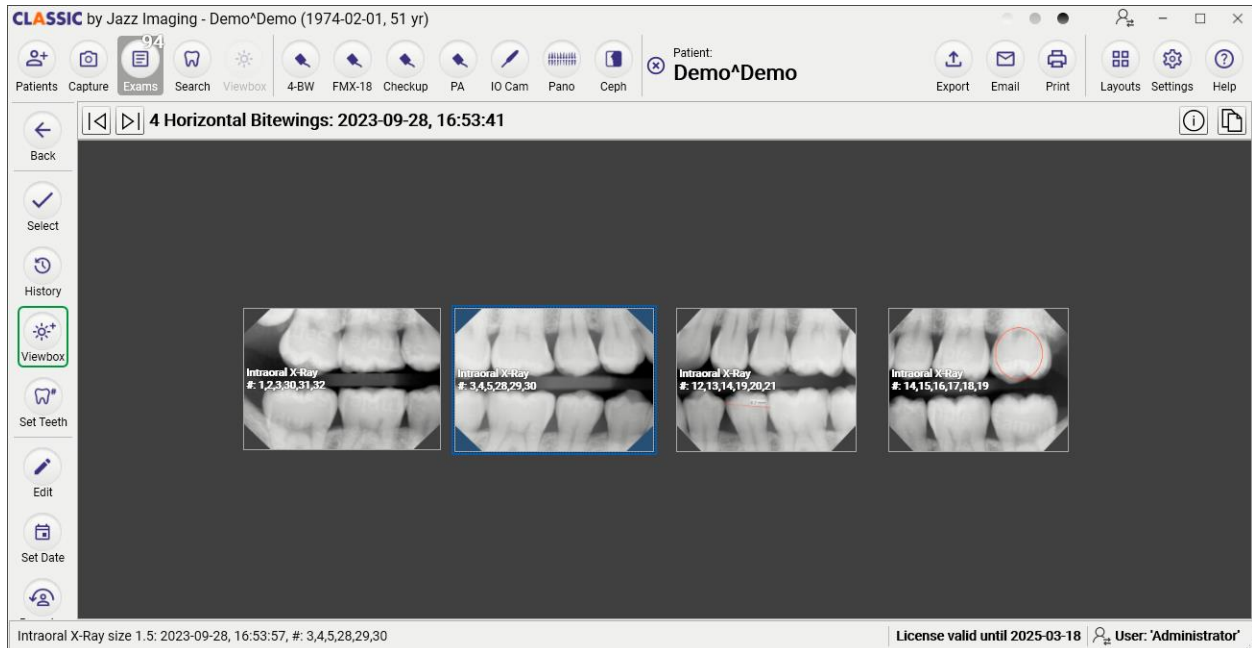 CLASSIC by Jazz Imaging - Demo^Demo (1974-02-01, 51 yr)
94
Patients Capture Exams Search Viewbox 4-BW FMX-18 Checkup PA IO Cam Pano Ceph
Patient:
Demo^Demo
Export Email Print Layouts Settings Help
4 Horizontal Bitewings: 2023-09-28, 16:53:41
Back
Select
History
Viewbox
Set Teeth
Edit
Set Date
Intraoral X-Ray
#: 1,2,3,30,31,32
Intraoral X-Ray
#: 3,4,5,28,29,30
Intraoral X-Ray
#: 12,13,14,19,20,21
Intraoral X-Ray
#: 14,15,16,17,18,19
Intraoral X-Ray size 1.5: 2023-09-28, 16:53:57, #: 3,4,5,28,29,30
License valid until 2025-03-18 User: 'Administrator'